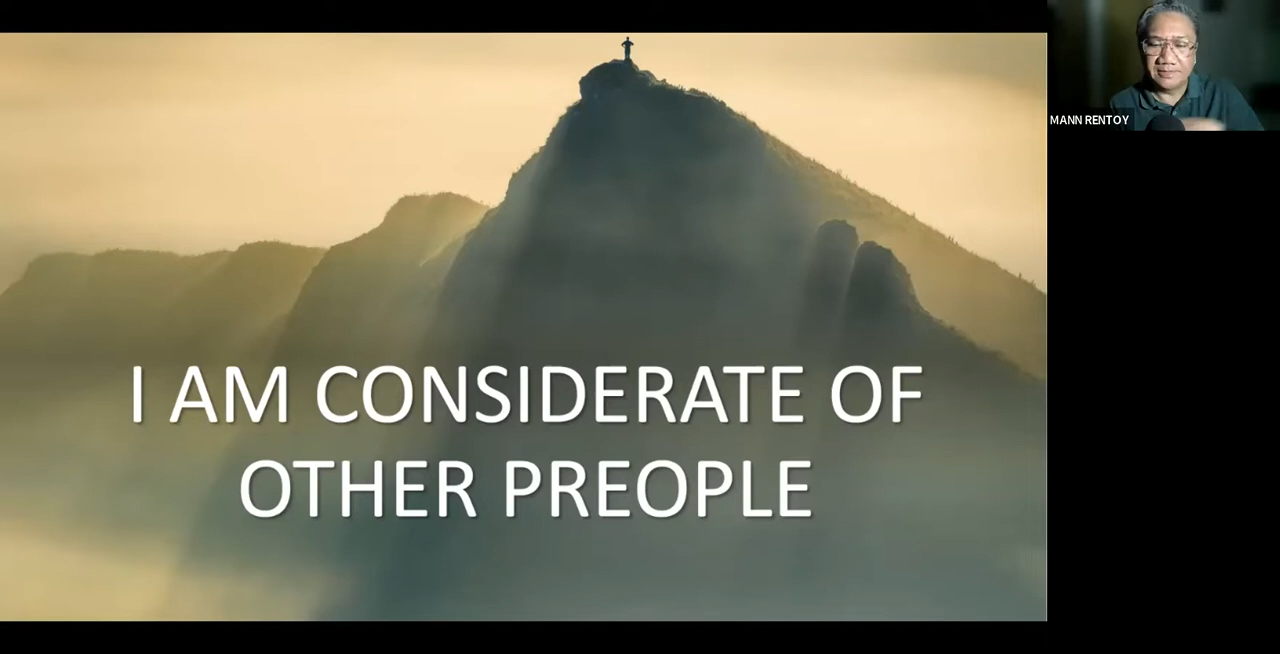 MANN RENTOY
I AM CONSIDERATE OF
OTHER PREOPLE